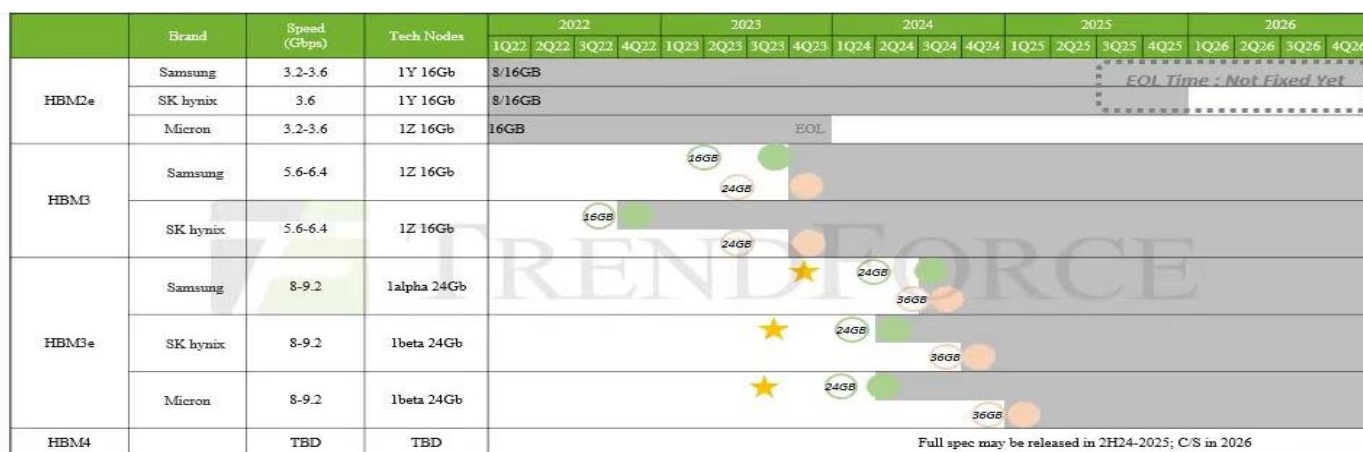 Brand Speed (Gbps) Tech Nodes 2022 2023 2024 2025 2026
1Q22 2Q22 3Q22 4Q22 1Q23 2Q23 3Q23 4Q23 1Q24 2Q24 3Q24 4Q24 1Q25 2Q25 3Q25 4Q25 1Q26 2Q26 3Q26 4Q26
HBM2e
Samsung 3.2-3.6 1Y 16Gb 8/16GB EOL Time : Not Fixed Yet
SK hynix 3.6 1Y 16Gb 8/16GB
Micron 3.2-3.6 1Z 16Gb 16GB EOL
HBM3
Samsung 5.6-6.4 1Z 16Gb 16GB
24GB
SK hynix 5.6-6.4 1Z 16Gb 16GB
24GB
TRENDFORCE
HBM3e
Samsung 8-9.2 1alpha 24Gb 24GB
36GB
SK hynix 8-9.2 1beta 24Gb 24GB
36GB
Micron 8-9.2 1beta 24Gb 24GB
36GB
HBM4 TBD TBD Full spec may be released in 2H24-2025; C/S in 2026